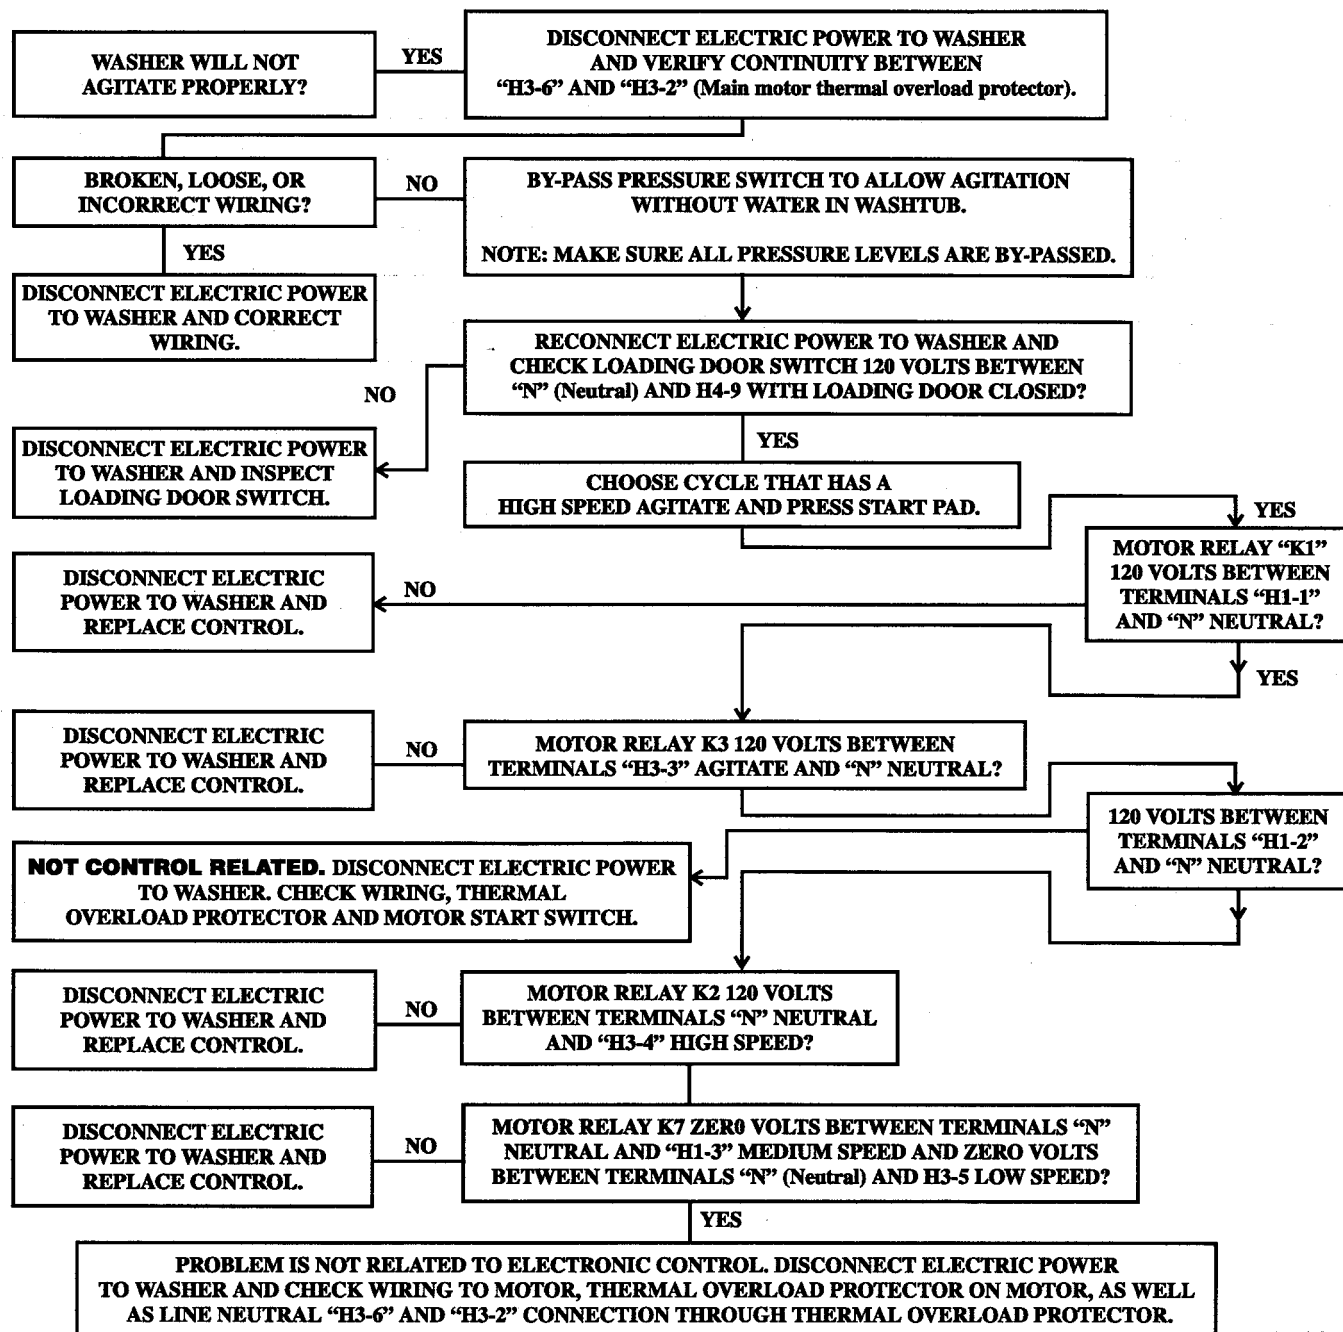 WASHER WILL NOT
AGITATE PROPERLY?
YES
DISCONNECT ELECTRIC POWER TO WASHER
AND VERIFY CONTINUITY BETWEEN
“H3-6” AND “H3-2” (Main motor thermal overload protector).
BROKEN, LOOSE, OR
INCORRECT WIRING?
NO
BY-PASS PRESSURE SWITCH TO ALLOW AGITATION
WITHOUT WATER IN WASHTUB.
NOTE: MAKE SURE ALL PRESSURE LEVELS ARE BY-PASSED.
YES
DISCONNECT ELECTRIC POWER
TO WASHER AND CORRECT
WIRING.
RECONNECT ELECTRIC POWER TO WASHER AND
CHECK LOADING DOOR SWITCH 120 VOLTS BETWEEN
“N” (Neutral) AND H4-9 WITH LOADING DOOR CLOSED?
NO
DISCONNECT ELECTRIC POWER
TO WASHER AND INSPECT
LOADING DOOR SWITCH.
YES
CHOOSE CYCLE THAT HAS A
HIGH SPEED AGITATE AND PRESS START PAD.
YES
MOTOR RELAY “K1”
120 VOLTS BETWEEN
TERMINALS “H1-1”
AND “N” NEUTRAL?
NO
DISCONNECT ELECTRIC
POWER TO WASHER AND
REPLACE CONTROL.
YES
MOTOR RELAY K3 120 VOLTS BETWEEN
TERMINALS “H3-3” AGITATE AND “N” NEUTRAL?
NO
DISCONNECT ELECTRIC
POWER TO WASHER AND
REPLACE CONTROL.
120 VOLTS BETWEEN
TERMINALS “H1-2”
AND “N” NEUTRAL?
NOT CONTROL RELATED. DISCONNECT ELECTRIC POWER
TO WASHER. CHECK WIRING, THERMAL
OVERLOAD PROTECTOR AND MOTOR START SWITCH.
MOTOR RELAY K2 120 VOLTS
BETWEEN TERMINALS “N” NEUTRAL
AND “H3-4” HIGH SPEED?
NO
DISCONNECT ELECTRIC
POWER TO WASHER AND
REPLACE CONTROL.
MOTOR RELAY K7 ZER0 VOLTS BETWEEN TERMINALS “N”
NEUTRAL AND “H1-3” MEDIUM SPEED AND ZERO VOLTS
BETWEEN TERMINALS “N” (Neutral) AND H3-5 LOW SPEED?
NO
DISCONNECT ELECTRIC
POWER TO WASHER AND
REPLACE CONTROL.
YES
PROBLEM IS NOT RELATED TO ELECTRONIC CONTROL. DISCONNECT ELECTRIC POWER
TO WASHER AND CHECK WIRING TO MOTOR, THERMAL OVERLOAD PROTECTOR ON MOTOR, AS WELL
AS LINE NEUTRAL “H3-6” AND “H3-2” CONNECTION THROUGH THERMAL OVERLOAD PROTECTOR.